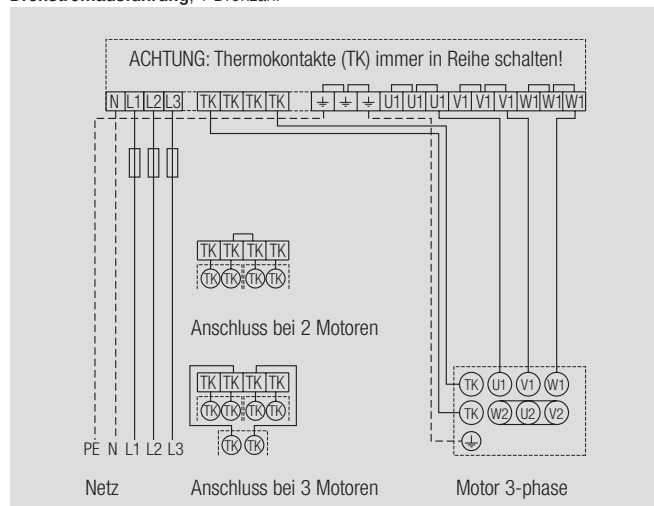 ACHTUNG: Thermokontakte (TK) immer in Reihe schalten!
N L1 L2 L3 TK TK TK TK U1 U1 U1 V1 V1 V1 W1 W1 W1
TK TK TK TK
TK TK TK TK
Anschluss bei 2 Motoren
TK TK TK TK
TK TK TK TK
TK TK
TK U1 V1 W1
TK W2 U2 V2
PE N L1 L2 L3
Netz
Anschluss bei 3 Motoren
Motor 3-phase